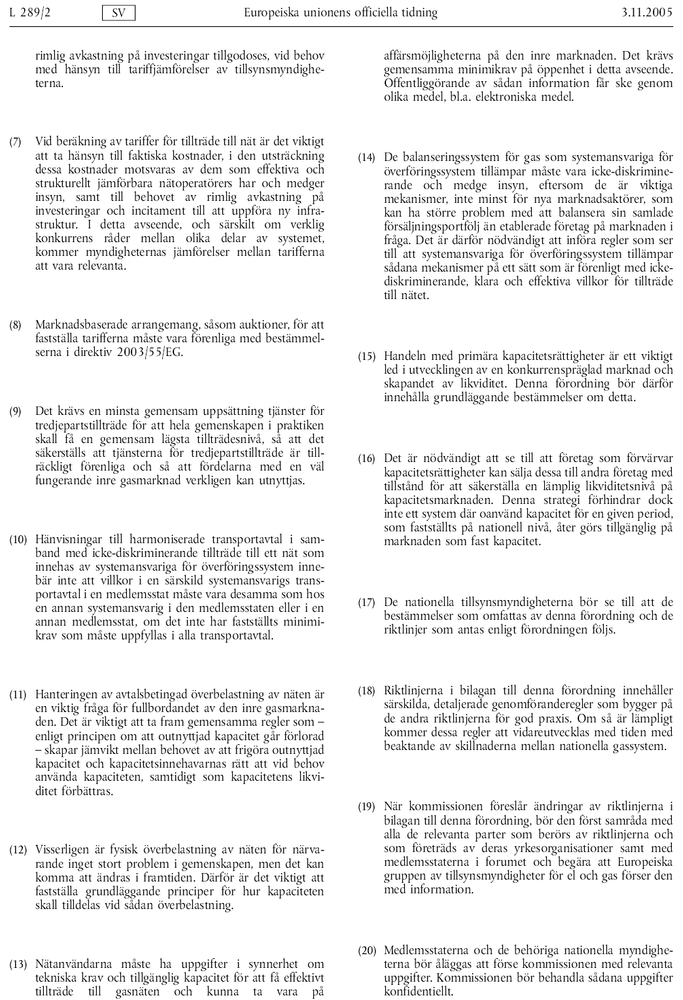 L 289/2
SV
Europeiska unionens officiella tidning
3.11.2005
rimlig avkastning på investeringar tillgodoses, vid behov
med hänsyn till tariffjämförelser av tillsynsmyndighe-
terna.
(7) Vid beräkning av tariffer för tillträde till nät är det viktigt
att ta hänsyn till faktiska kostnader, i den utsträckning
dessa kostnader motsvaras av dem som effektiva och
strukturellt jämförbara nätoperatörers har och medger
insyn, samt till behovet av rimlig avkastning på
investeringar och incitament till att uppföra ny infra-
struktur. I detta avseende, och särskilt om verklig
konkurrens råder mellan olika delar av systemet,
kommer myndigheternas jämförelser mellan tarifferna
att vara relevanta.
(8) Marknadsbaserade arrangemang, såsom auktioner, för att
fastställa tarifferna måste vara förenliga med bestämmel-
serna i direktiv 2003/55/EG.
(9) Det krävs en minsta gemensam uppsättning tjänster för
tredjepartstillträde för att hela gemenskapen i praktiken
skall få en gemensam lägsta tillträdesnivå, så att det
säkerställs att tjänsterna för tredjepartstillträde är till-
räckligt förenliga och så att fördelarna med en väl
fungerande inre gasmarknad verkligen kan utnyttjas.
(10) Hänvisningar till harmoniserade transportavtal i sam-
band med icke-diskriminerande tillträde till ett nät som
innehas av systemansvariga för överföringssystem inne-
bär inte att villkor i en särskild systemansvarigs trans-
portavtal i en medlemsstat måste vara desamma som hos
en annan systemansvarig i den medlemsstaten eller i en
annan medlemsstat, om det inte har fastställts minimi-
krav som måste uppfyllas i alla transportavtal.
(11) Hanteringen av avtalsbetingad överbelastning av näten är
en viktig fråga för fullbordandet av den inre gasmarkna-
den. Det är viktigt att ta fram gemensamma regler som –
enligt principen om att outnyttjad kapacitet går förlorad
– skapar jämvikt mellan behovet av att frigöra outnyttjad
kapacitet och kapacitetsinnehavarnas rätt att vid behov
använda kapaciteten, samtidigt som kapacitetens likvi-
ditet förbättras.
(12) Visserligen är fysisk överbelastning av näten för närva-
rande inget stort problem i gemenskapen, men det kan
komma att ändras i framtiden. Därför är det viktigt att
fastställa grundläggande principer för hur kapaciteten
skall tilldelas vid sådan överbelastning.
(13) Nätanvändarna måste ha uppgifter i synnerhet om
tekniska krav och tillgänglig kapacitet för att få effektivt
tillträde till gasnäten och kunna ta vara på
affärsmöjligheterna på den inre marknaden. Det krävs
gemensamma minimikrav på öppenhet i detta avseende.
Offentliggörande av sådan information får ske genom
olika medel, bl.a. elektroniska medel.
(14) De balanseringssystem för gas som systemansvariga för
överföringssystem tillämpar måste vara icke-diskrimine-
rande och medge insyn, eftersom de är viktiga
mekanismer, inte minst för nya marknadsaktörer, som
kan ha större problem med att balansera sin samlade
försäljningsportfölj än etablerade företag på marknaden i
fråga. Det är därför nödvändigt att införa regler som ser
till att systemansvariga för överföringssystem tillämpar
sådana mekanismer på ett sätt som är förenligt med icke-
diskriminerande, klara och effektiva villkor för tillträde
till nätet.
(15) Handeln med primära kapacitetsrättigheter är ett viktigt
led i utvecklingen av en konkurrenspräglad marknad och
skapandet av likviditet. Denna förordning bör därför
innehålla grundläggande bestämmelser om detta.
(16) Det är nödvändigt att se till att företag som förvärvar
kapacitetsrättigheter kan sälja dessa till andra företag med
tillstånd för att säkerställa en lämplig likviditetsnivå på
kapacitetsmarknaden. Denna strategi förhindrar dock
inte ett system där oanvänd kapacitet för en given period,
som fastställts på nationell nivå, åter görs tillgänglig på
marknaden som fast kapacitet.
(17) De nationella tillsynsmyndigheterna bör se till att de
bestämmelser som omfattas av denna förordning och de
riktlinjer som antas enligt förordningen följs.
(18) Riktlinjerna i bilagan till denna förordning innehåller
särskilda, detaljerade genomföranderegler som bygger på
de andra riktlinjerna för god praxis. Om så är lämpligt
kommer dessa regler att vidareutvecklas med tiden med
beaktande av skillnaderna mellan nationella gassystem.
(19) När kommissionen föreslår ändringar av riktlinjerna i
bilagan till denna förordning, bör den först samråda med
alla de relevanta parter som berörs av riktlinjerna och
som företräds av deras yrkesorganisationer samt med
medlemsstaterna i forumet och begära att Europeiska
gruppen av tillsynsmyndigheter för el och gas förser den
med information.
(20) Medlemsstaterna och de behöriga nationella myndighe-
terna bör åläggas att förse kommissionen med relevanta
uppgifter. Kommissionen bör behandla sådana uppgifter
konfidentiellt.